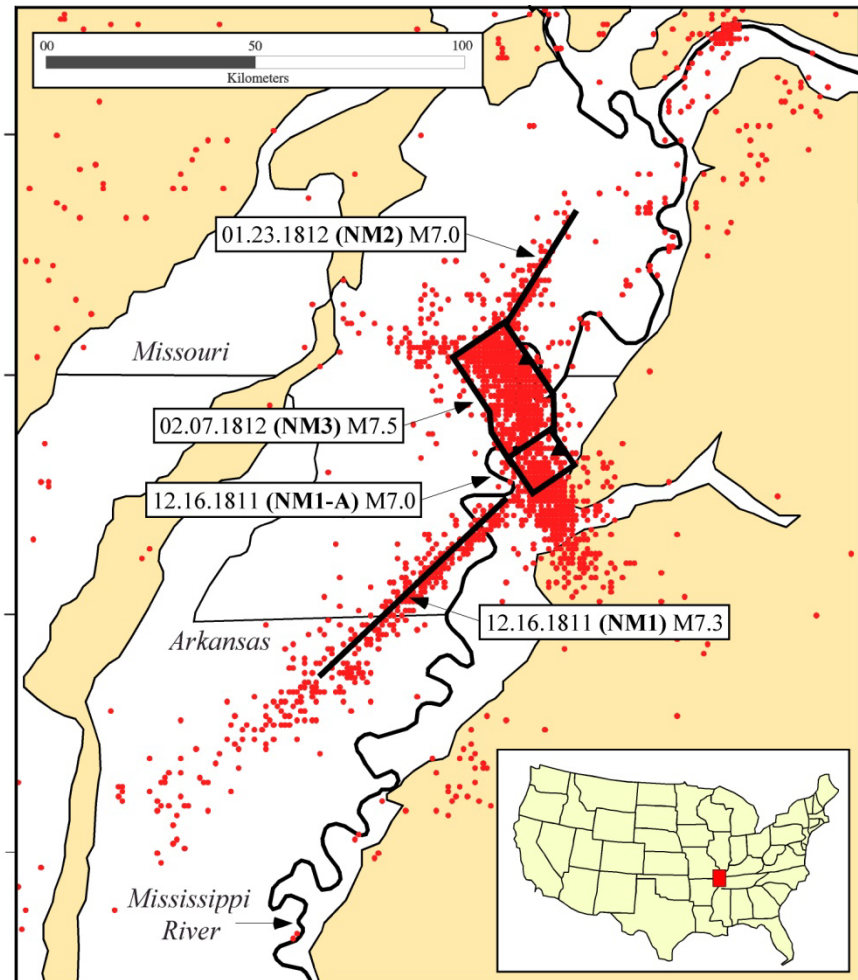 00 50 100
Kilometers
01.23.1812 (NM2) M7.0
Missouri
02.07.1812 (NM3) M7.5
12.16.1811 (NM1-A) M7.0
12.16.1811 (NM1) M7.3
Arkansas
Mississippi
River